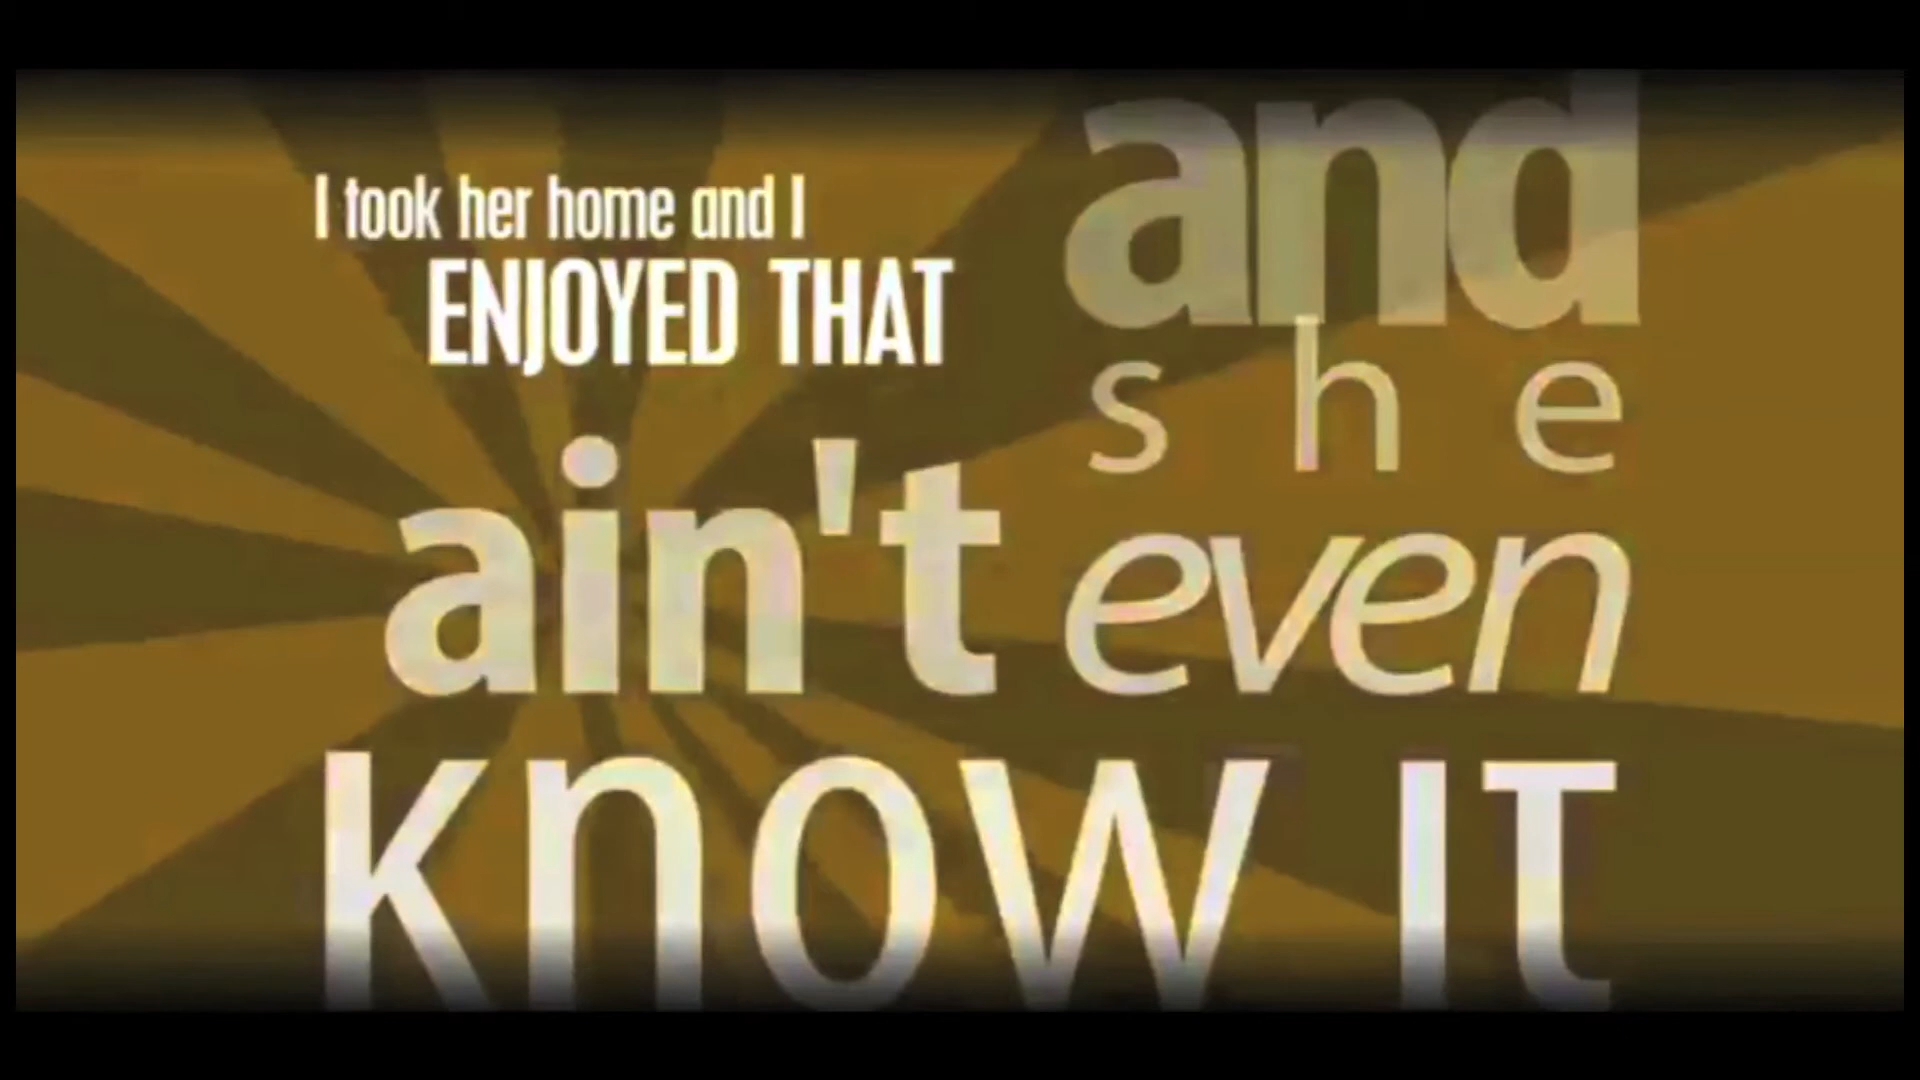 and
I took her home and I
ENJOYED THAT
she
ain't even
know it